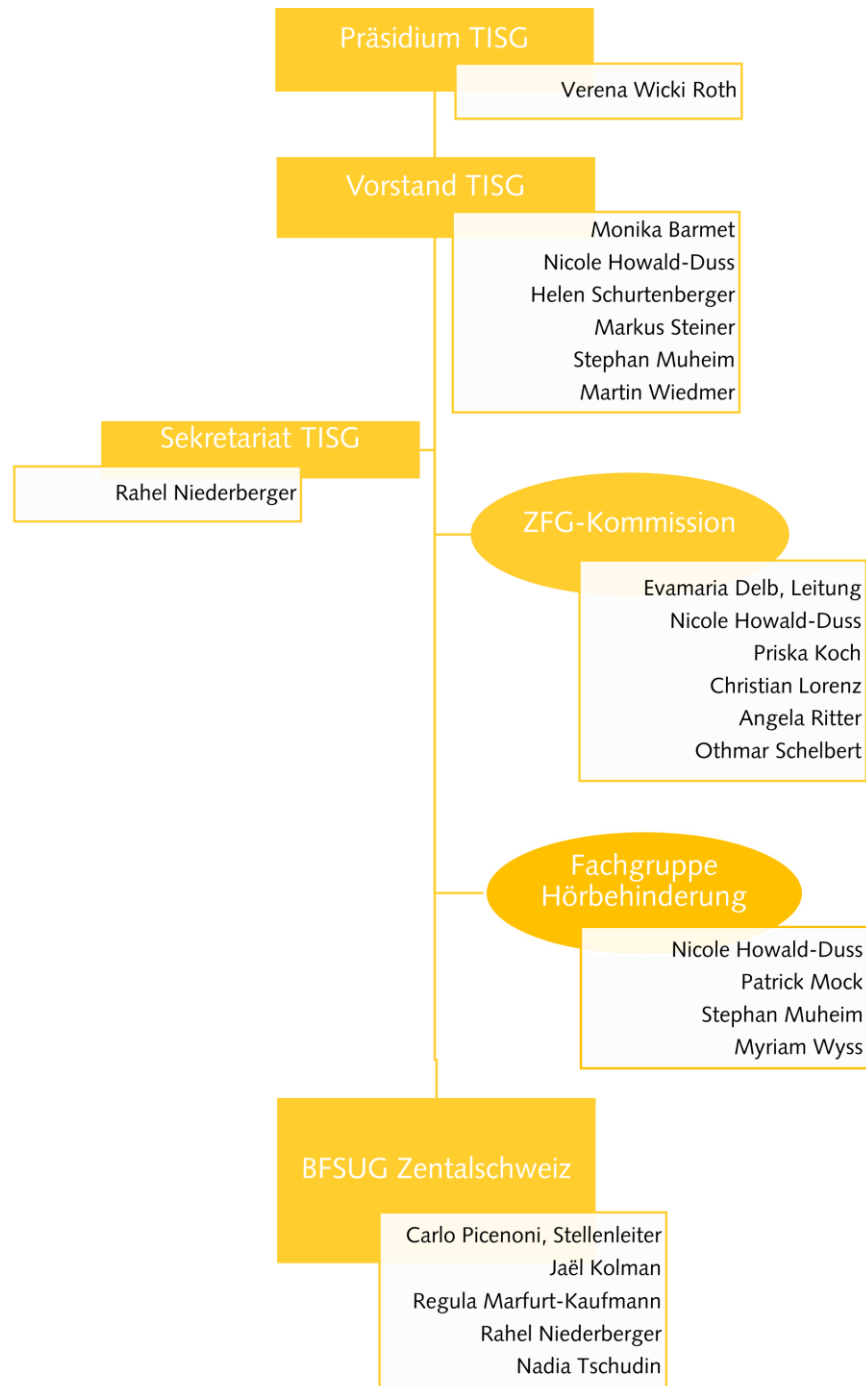 Präsidium TISG
Verena Wicki Roth
Vorstand TISG
Monika Barmet
Nicole Howald-Duss
Helen Schurtenberger
Markus Steiner
Stephan Muheim
Martin Wiedmer
Sekretariat TISG
Rahel Niederberger
ZFG-Kommission
Evamaria Delb, Leitung
Nicole Howald-Duss
Priska Koch
Christian Lorenz
Angela Ritter
Othmar Schelbert
Fachgruppe
Hörbehinderung
Nicole Howald-Duss
Patrick Mock
Stephan Muheim
Myriam Wyss
BFSUG Zentalschweiz
Carlo Picenoni, Stellenleiter
Jaël Kolman
Regula Marfurt-Kaufmann
Rahel Niederberger
Nadia Tschudin